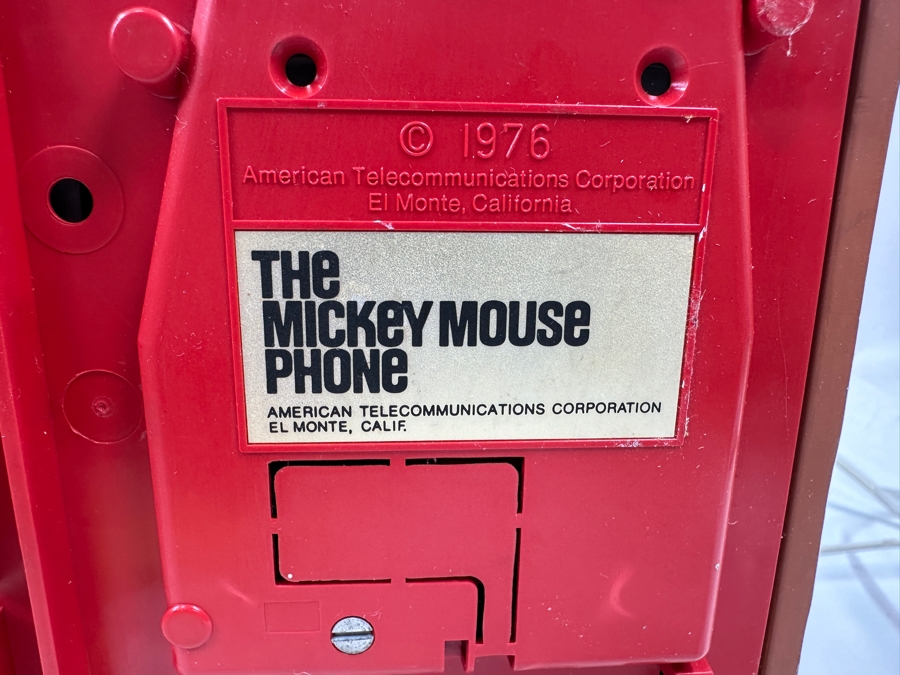 © 1976
American Telecommunications Corporation
El Monte, California
THe
MICKeY MOUSe
PHONe
AMERICAN TELECOMMUNICATIONS CORPORATION
EL MONTE, CALIF.